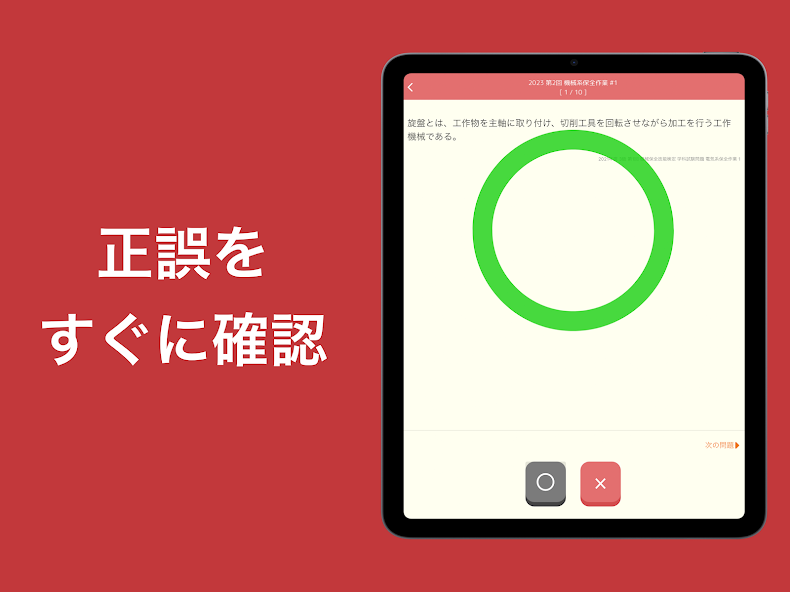 正誤を
すぐに確認
2023 第2回 機械系保全作業 #1
[ 1 / 10 ]
旋盤とは、工作物を主軸に取り付け、切削工具を回転させながら加工を行う工作
機械である。
次の問題